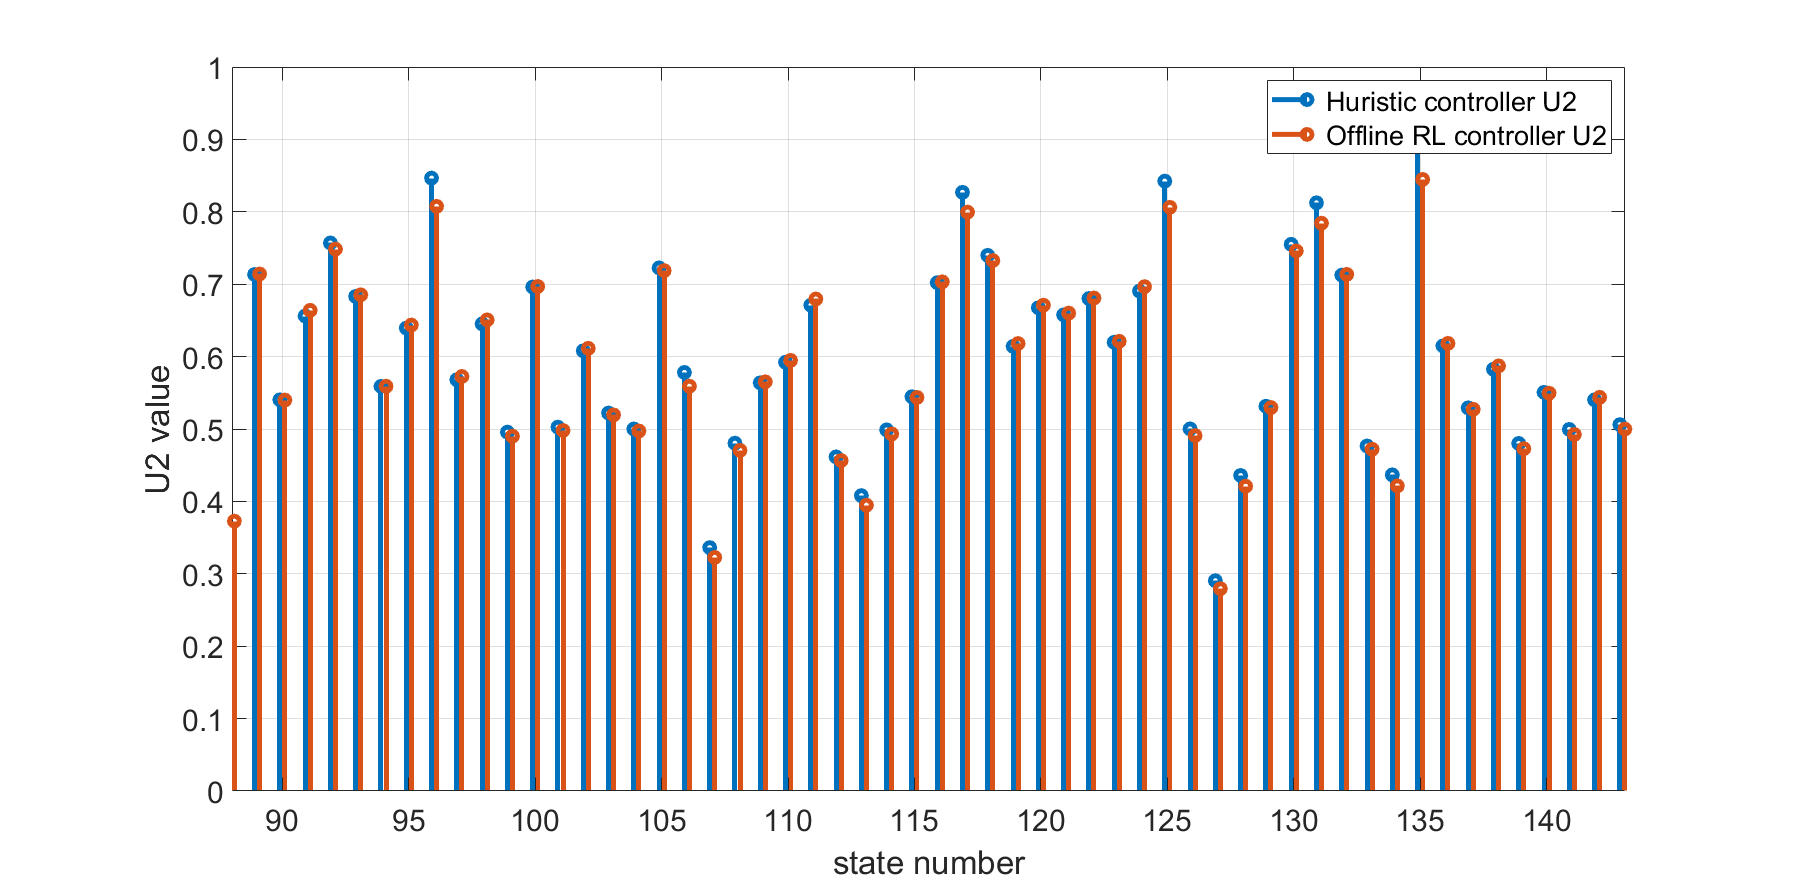 1
0.9
0.8
0.7
0.6
0.5
0.4
0.3
0.2
0.1
0
U2 value
Huristic controller U2
Offline RL controller U2
90 95 100 105 110 115 120 125 130 135 140
state number